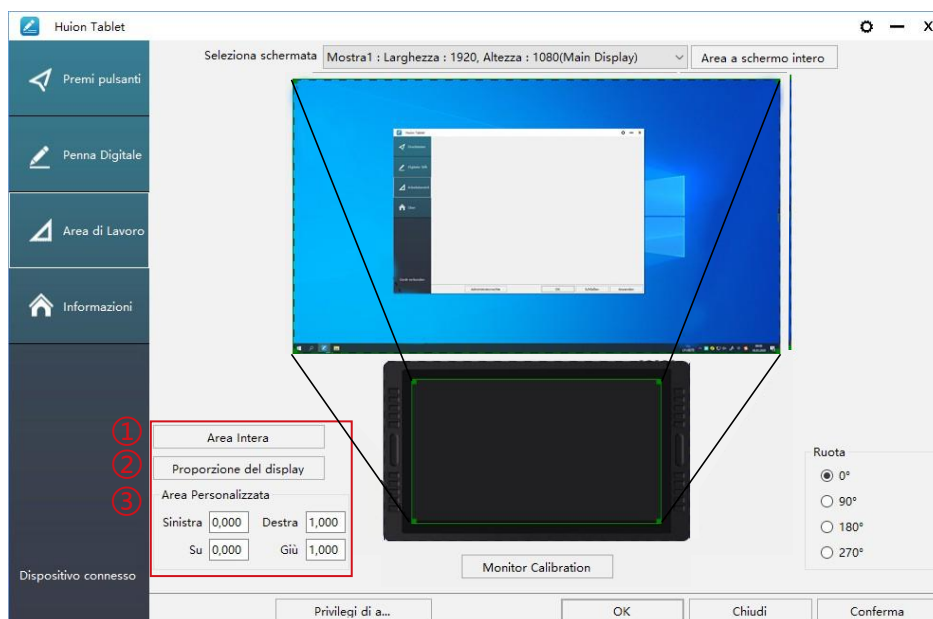 Huion Tablet
Seleziona schermata Mostra1 : Larghezza : 1920, Altezza : 1080(Main Display) Area a schermo intero
Premi pulsanti
Penna Digitale
Area di Lavoro
Informazioni
Huion Tablet
① Area Intera
② Proporzione del display
③ Area Personalizzata
Sinistra 0,000 Destra 1,000
Su 0,000 Giù 1,000
Ruota
0°
90°
180°
270°
Monitor Calibration
Dispositivo connesso
Privilegi di a... OK Chiudi Conferma